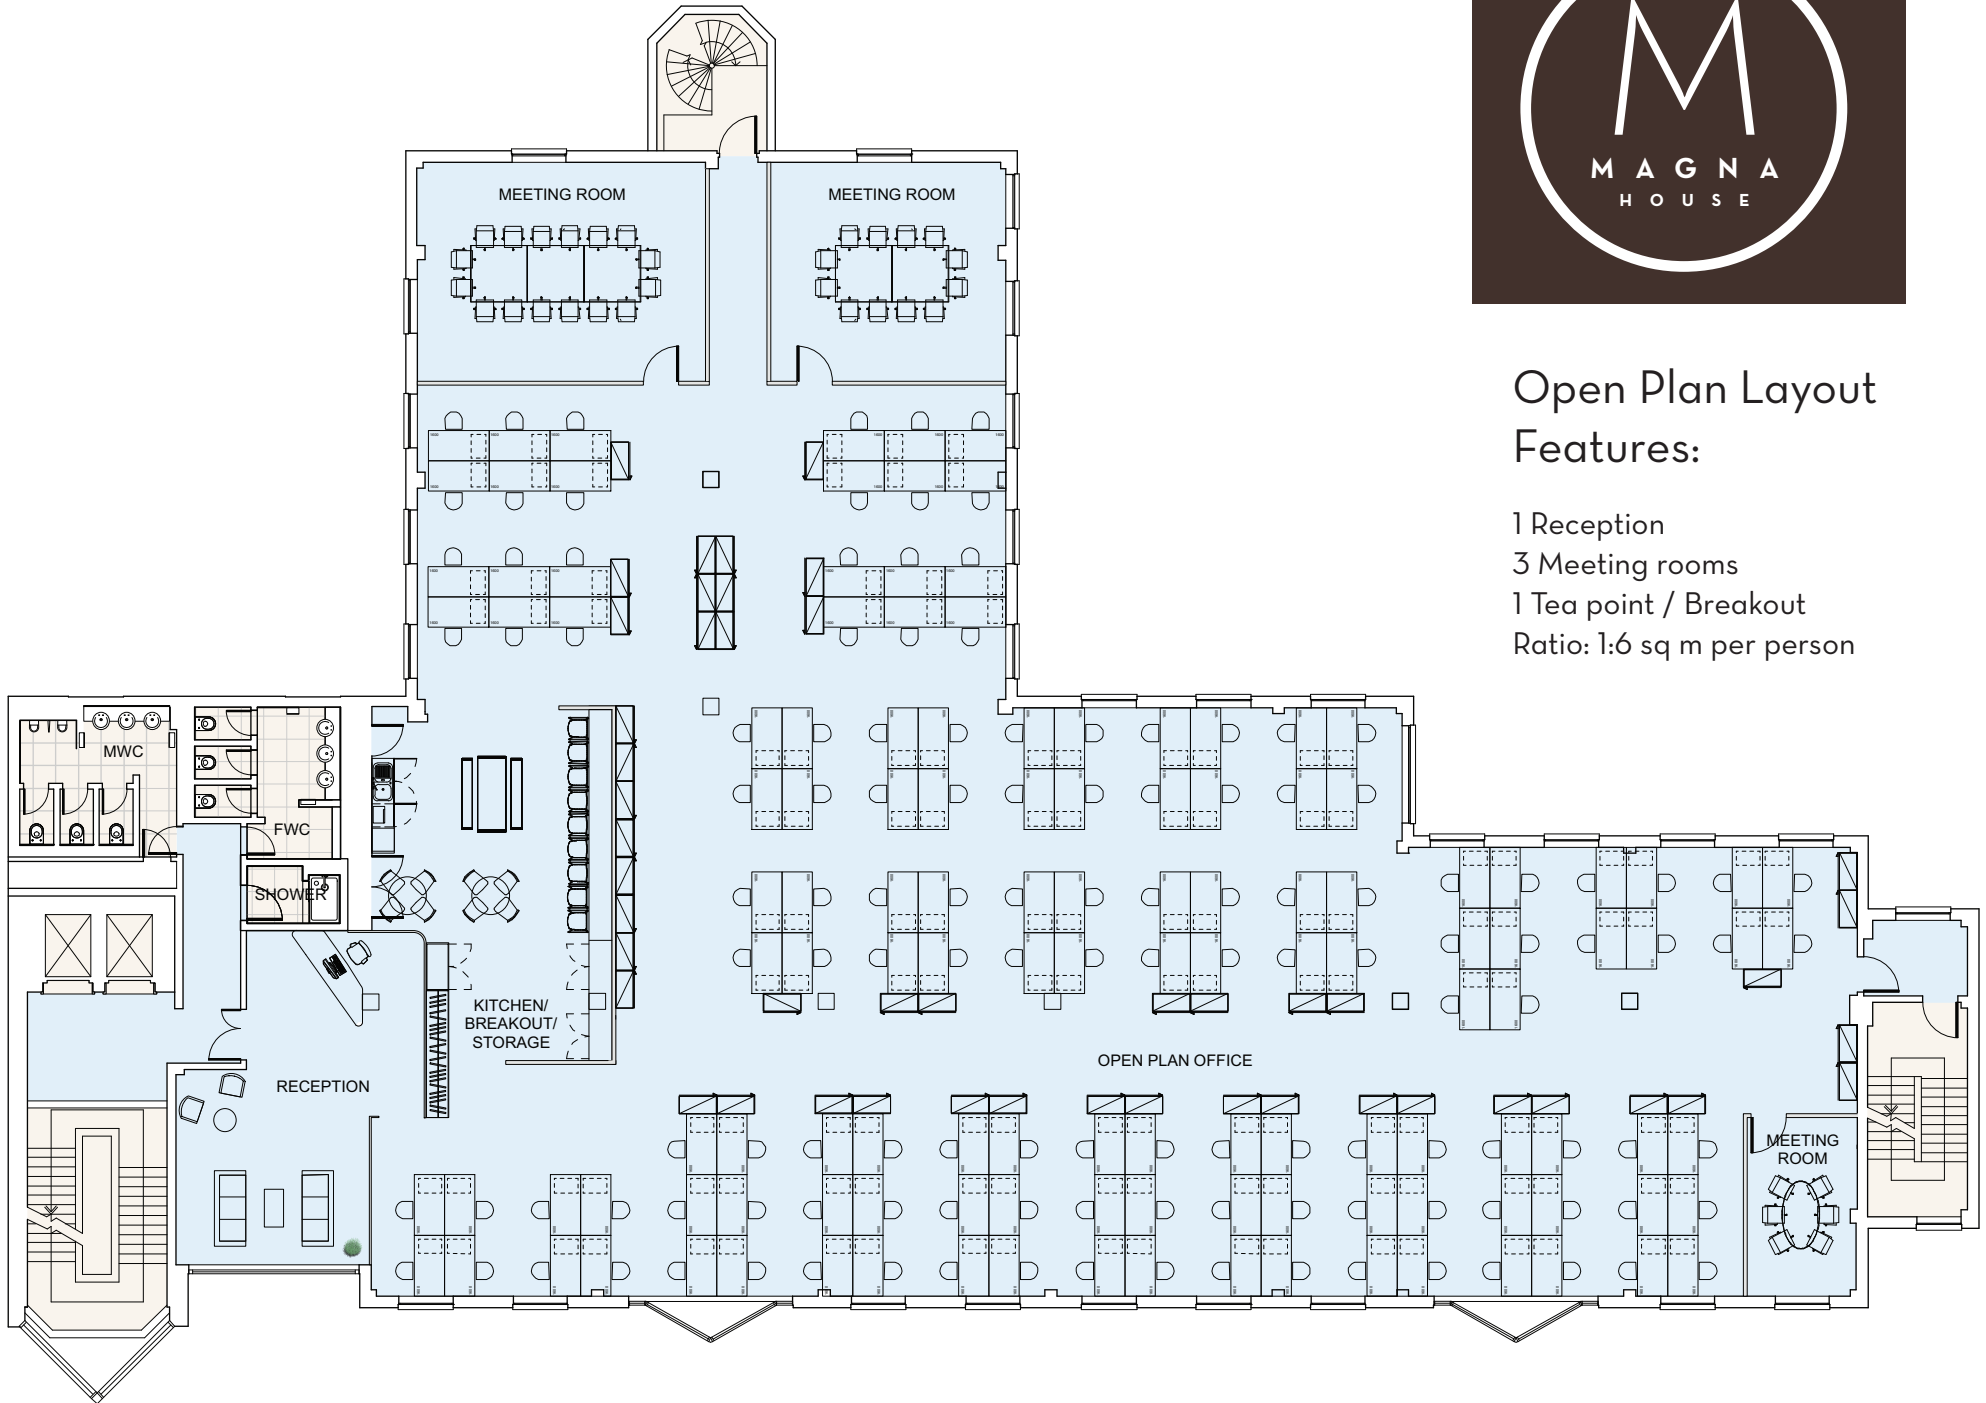 M
MAGNA
HOUSE
Open Plan Layout
Features:
1 Reception
3 Meeting rooms
1 Tea point / Breakout
Ratio: 1:6 sq m per person
MEETING ROOM
MEETING ROOM
MWC
FWC
SHOWER
KITCHEN/
BREAKOUT/
STORAGE
RECEPTION
OPEN PLAN OFFICE
MEETING
ROOM